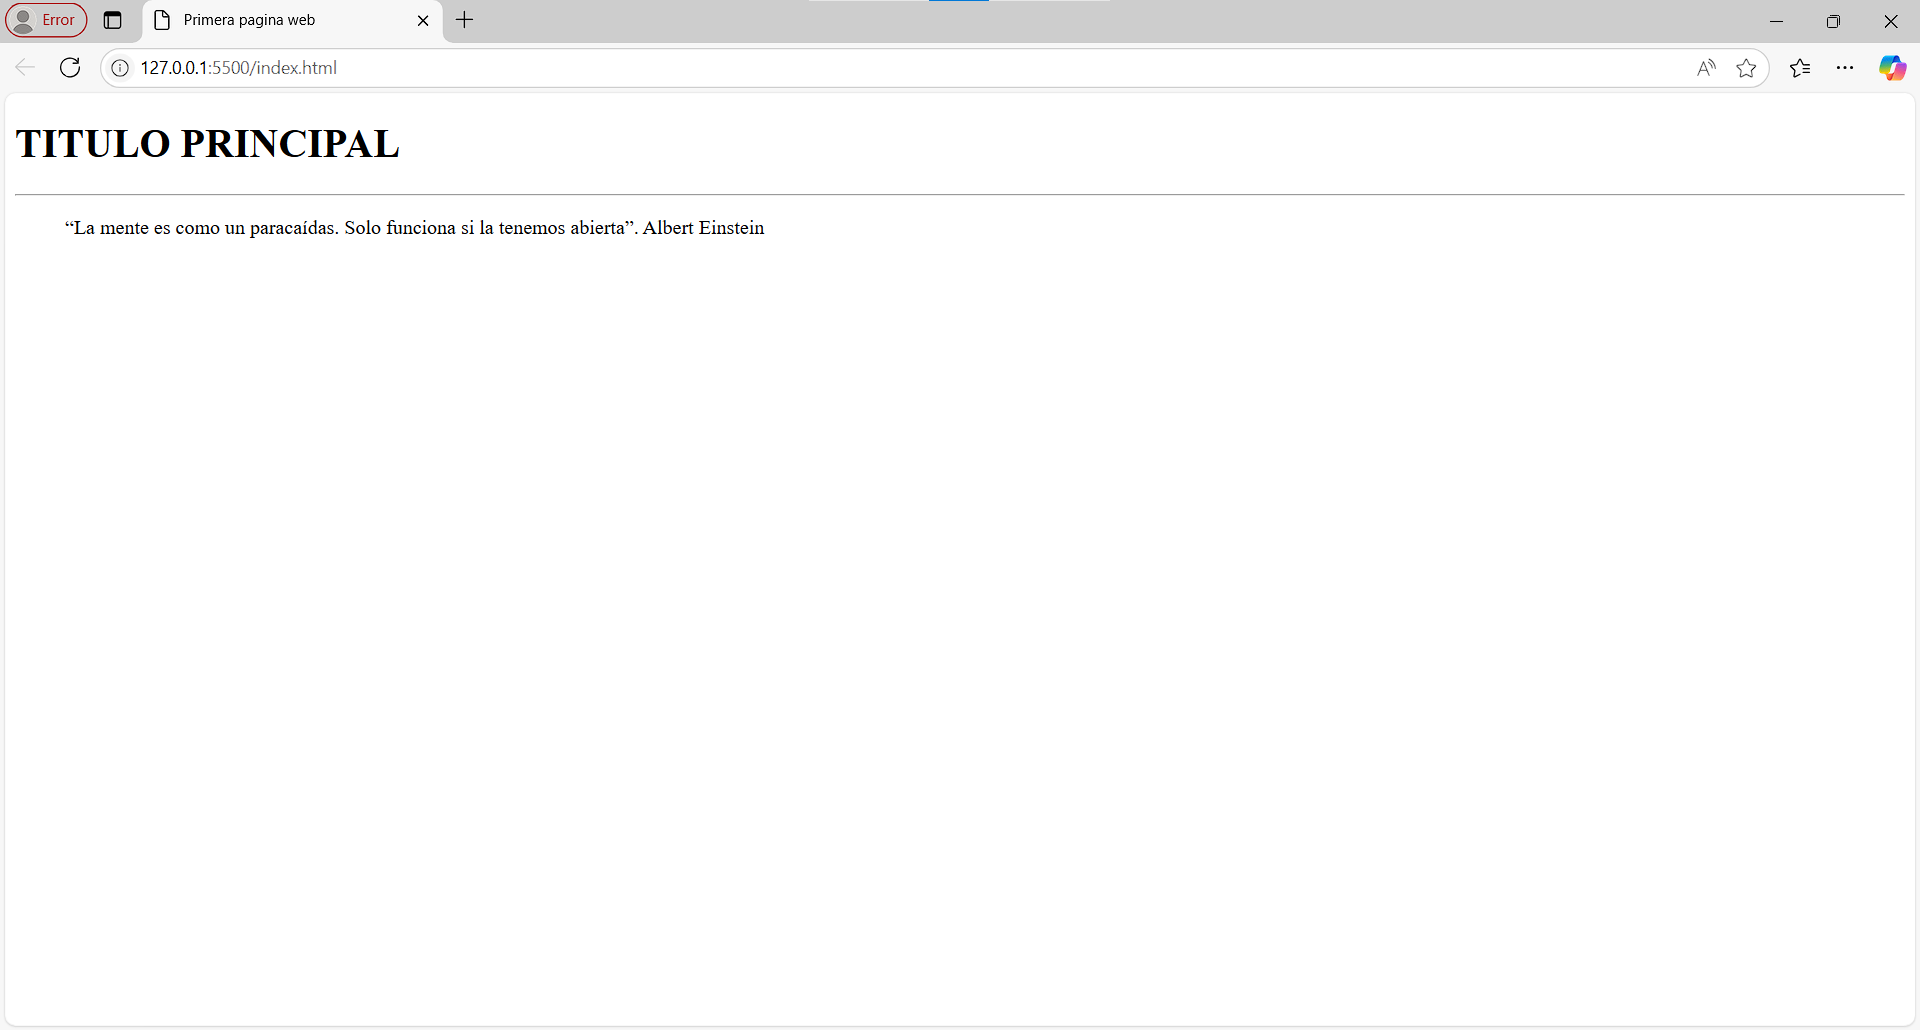 Error
Primera pagina web
127.0.0.1:5500/index.html
TITULO PRINCIPAL
“La mente es como un paracaídas. Solo funciona si la tenemos abierta”. Albert Einstein